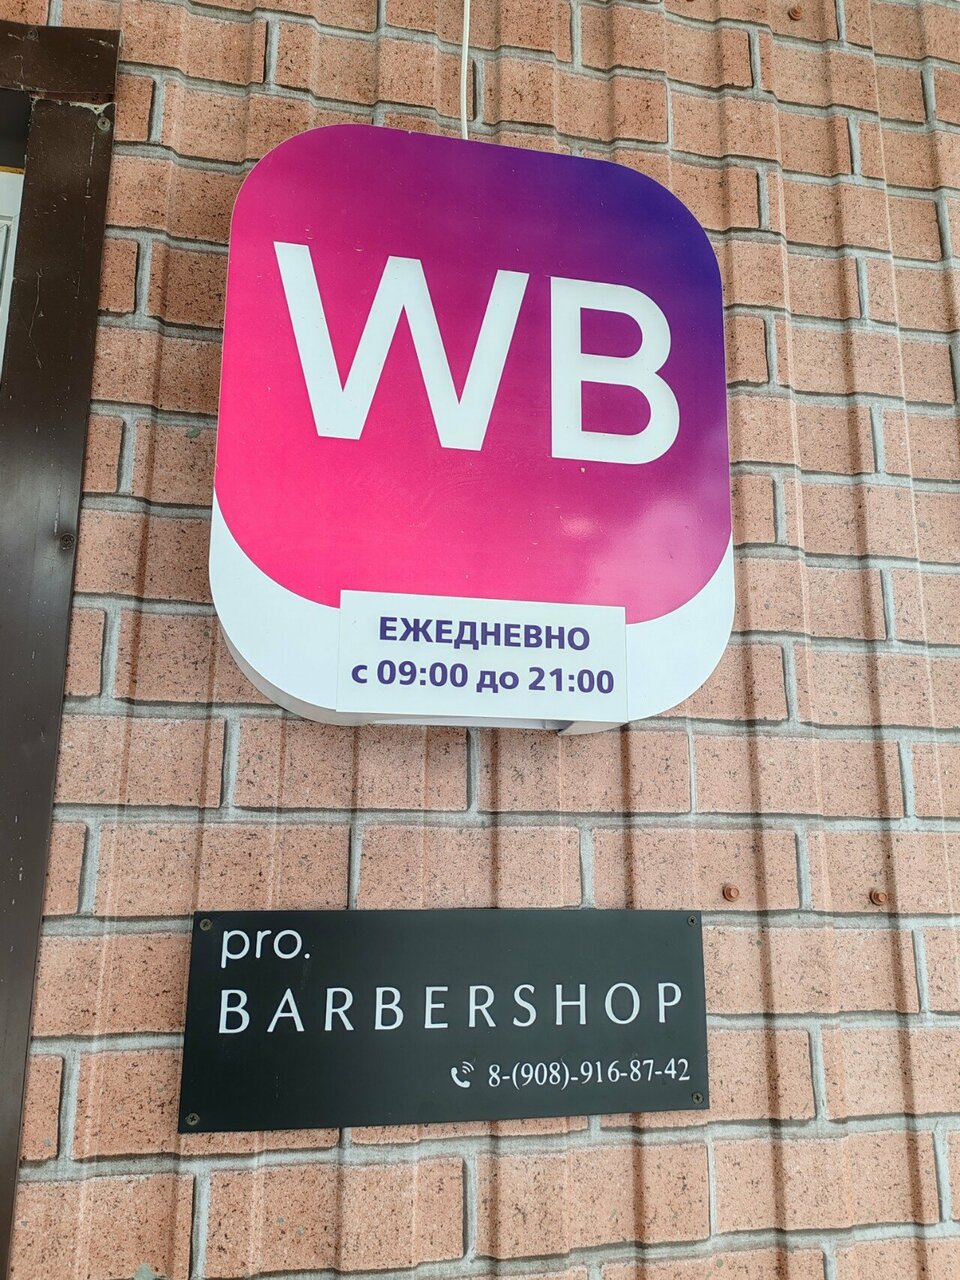 WB
ЕЖЕДНЕВНО
с 09:00 до 21:00
pro.
BARBERSHOP
8-(908)-916-87-42